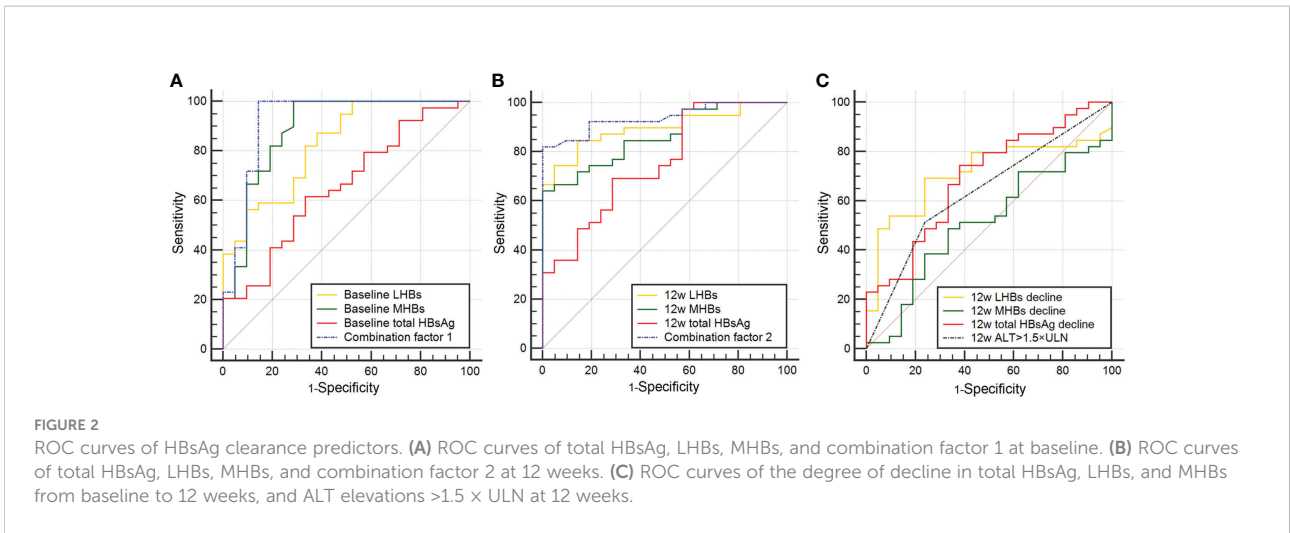 A
100
80
60
40
20
0
Sensitivity
0 20 40 60 80 100
1-Specificity
Baseline LHBs
Baseline MHBs
Baseline total HBsAg
Combination factor 1
B
100
80
60
40
20
0
Sensitivity
0 20 40 60 80 100
1-Specificity
12w LHBs
12w MHBs
12w total HBsAg
Combination factor 2
C
100
80
60
40
20
0
Sensitivity
0 20 40 60 80 100
1-Specificity
12w LHBs decline
12w MHBs decline
12w total HBsAg decline
12w ALT>1.5×ULN
FIGURE 2
ROC curves of HBsAg clearance predictors. (A) ROC curves of total HBsAg, LHBs, MHBs, and combination factor 1 at baseline. (B) ROC curves
of total HBsAg, LHBs, MHBs, and combination factor 2 at 12 weeks. (C) ROC curves of the degree of decline in total HBsAg, LHBs, and MHBs
from baseline to 12 weeks, and ALT elevations >1.5 × ULN at 12 weeks.